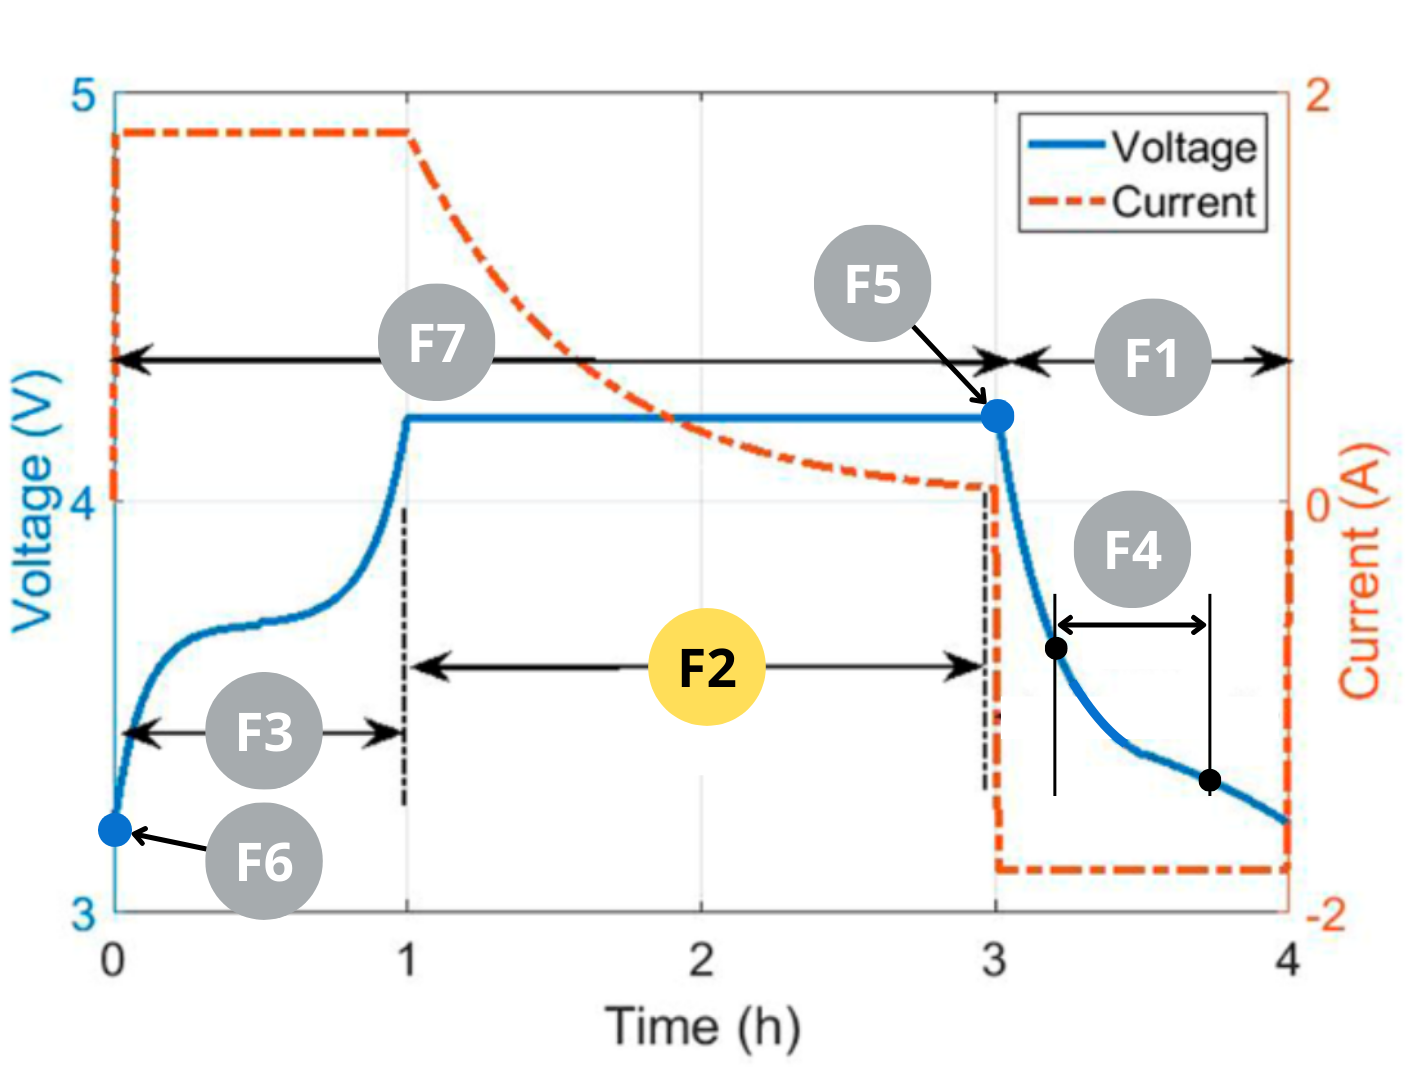 5
2
Voltage
Current
F5
F7
F1
Voltage (V)
4
0
Current (A)
F4
F2
F3
F6
3
-2
0
1
2
3
4
Time (h)